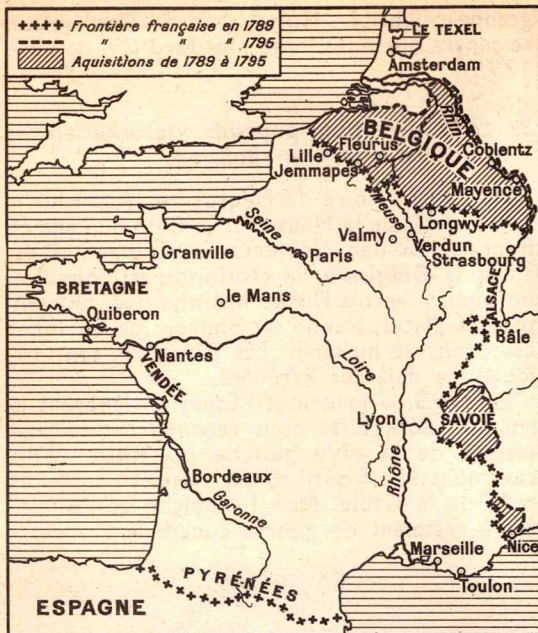 ++++ Frontière française en 1789
---- " " " 1795
Aquisitions de 1789 à 1795
LE TEXEL
Amsterdam
Rhin
BELGIQUE
Fleurus
Coblentz
Lille
Jemmapes
Mayence
Meuse
Longwy
Seine
Valmy
Verdun
Granville
Paris
Strasbourg
BRETAGNE
le Mans
ALSACE
Quiberon
Bâle
Nantes
Loire
VENDÉE
Lyon
SAVOIE
Rhône
Bordeaux
Garonne
Marseille
Nice
PYRÉNÉES
Toulon
ESPAGNE